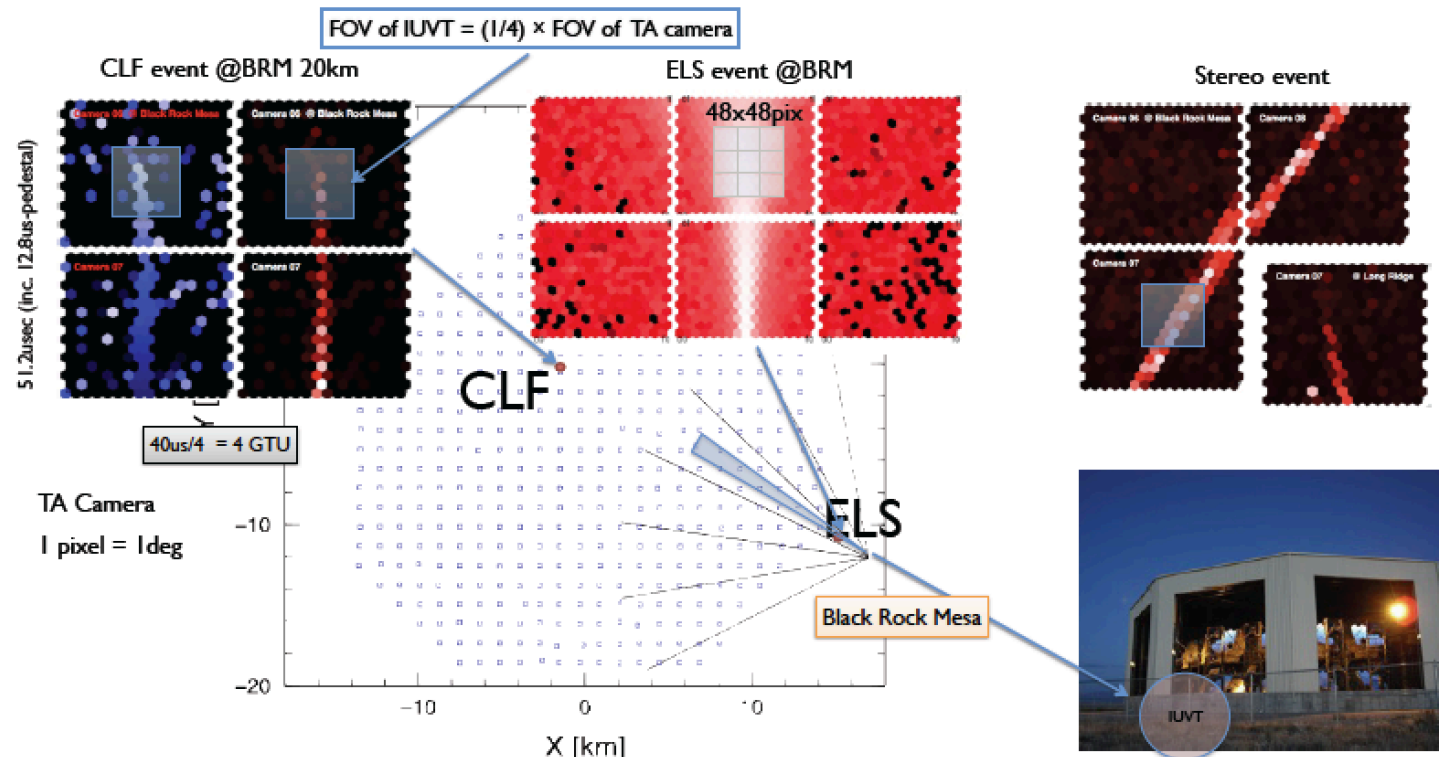 FOV of IUVT = (1/4) × FOV of TA camera
CLF event @BRM 20km
ELS event @BRM
Stereo event
51.2usec (inc. 12.8us-pedestal)
Camera 06 @ Black Rock Mesa
Camera 06 @ Black Rock Mesa
48x48pix
Camera 06 @ Black Rock Mesa
Camera 08
Camera 07
Camera 07
Camera 07
Camera 07 @ Long Ridge
CLF
40us/4 = 4 GTU
TA Camera
1 pixel = 1deg
ELS
Black Rock Mesa
IUVT
−10
−20
−10
0
10
X [km]